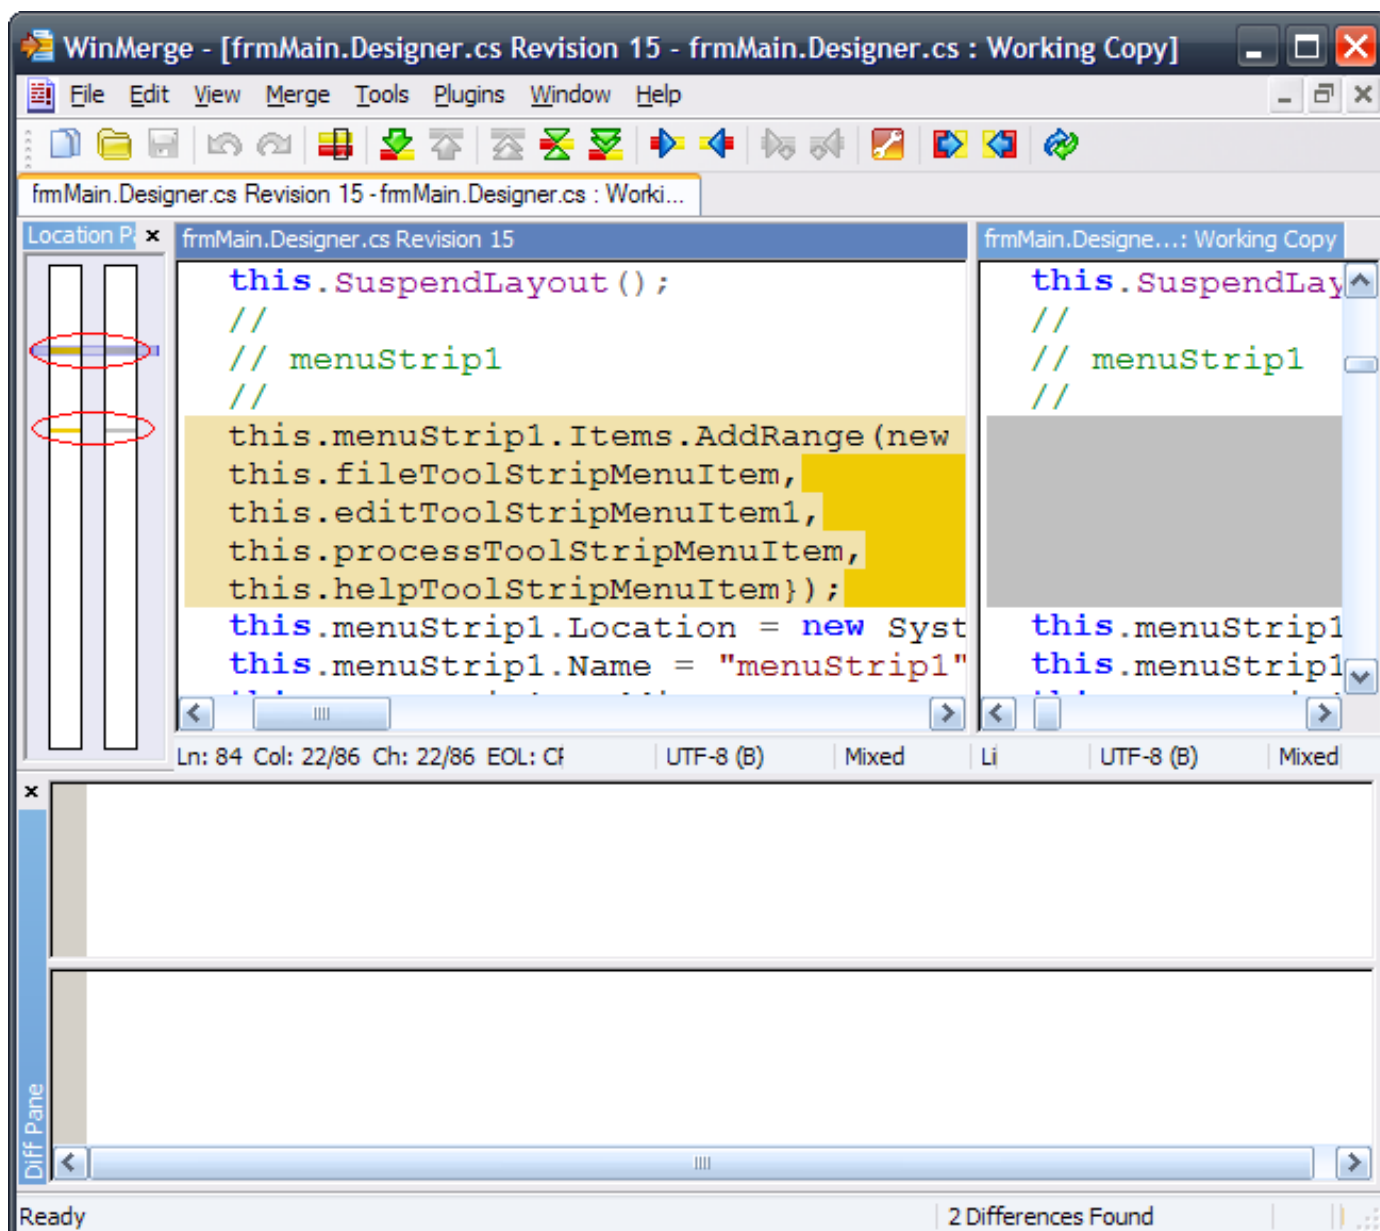 WinMerge - [frmMain.Designer.cs Revision 15 - frmMain.Designer.cs : Working Copy]
File Edit View Merge Tools Plugins Window Help
frmMain.Designer.cs Revision 15 - frmMain.Designer.cs : Worki...
Location P
frmMain.Designer.cs Revision 15
frmMain.Designe...: Working Copy
this.SuspendLayout();
//
// menuStrip1
//
this.menuStrip1.Items.AddRange(new
this.fileToolStripMenuItem,
this.editToolStripMenuItem1,
this.processToolStripMenuItem,
this.helpToolStripMenuItem});
this.menuStrip1.Location = new Syst
this.menuStrip1.Name = "menuStrip1"
this.SuspendLay
//
// menuStrip1
//
this.menuStrip1
this.menuStrip1
Ln: 84 Col: 22/86 Ch: 22/86 EOL: CF UTF-8 (B) Mixed
Li UTF-8 (B) Mixed
Diff Pane
Ready 2 Differences Found